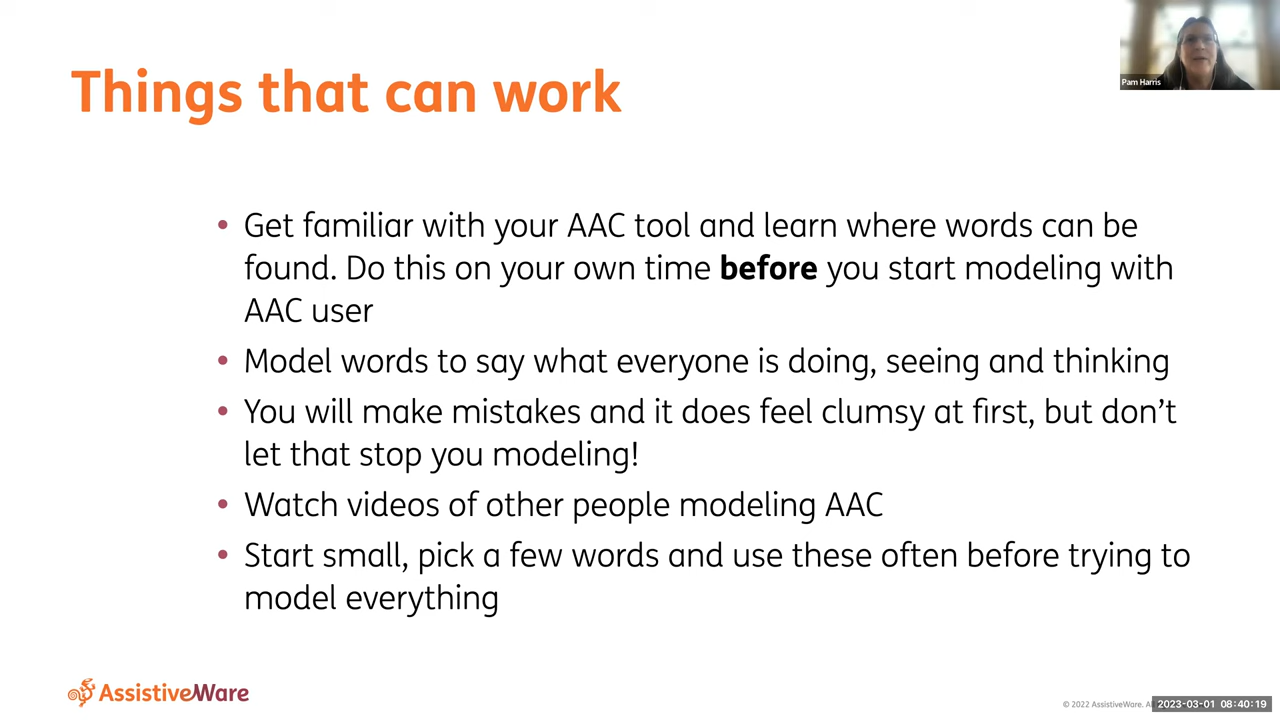 Things that can work
Pam Harris
• Get familiar with your AAC tool and learn where words can be
found. Do this on your own time before you start modeling with
AAC user
• Model words to say what everyone is doing, seeing and thinking
• You will make mistakes and it does feel clumsy at first, but don’t
let that stop you modeling!
• Watch videos of other people modeling AAC
• Start small, pick a few words and use these often before trying to
model everything
AssistiveWare
© 2022 AssistiveWare.
2023-03-01 08:40:19